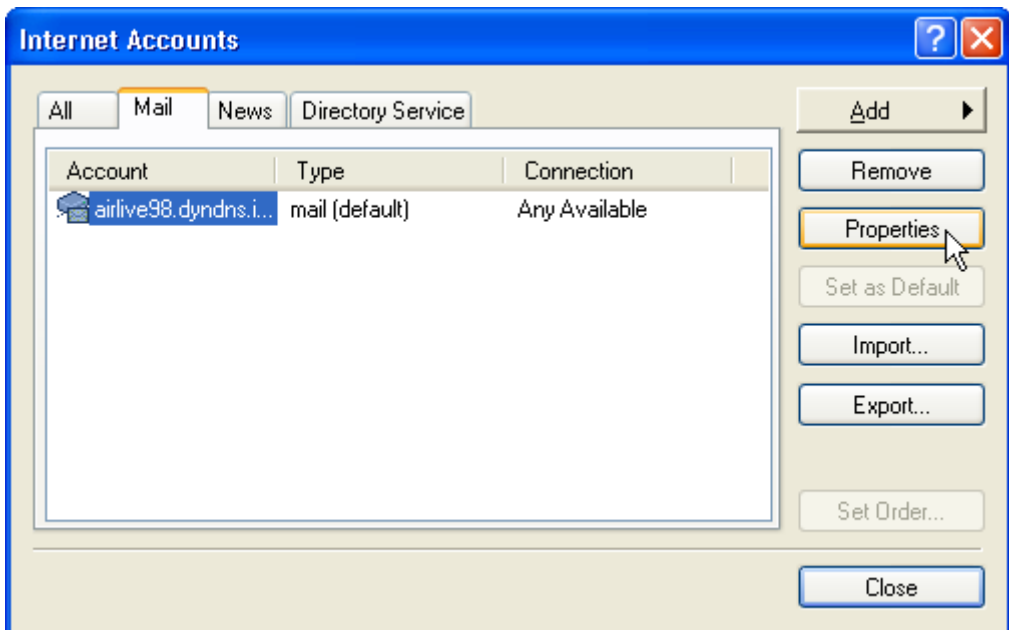 Internet Accounts
All Mail News Directory Service
Add
Account Type Connection
Remove
airlive98.dyndns.i... mail (default) Any Available
Properties
Set as Default
Import...
Export...
Set Order...
Close